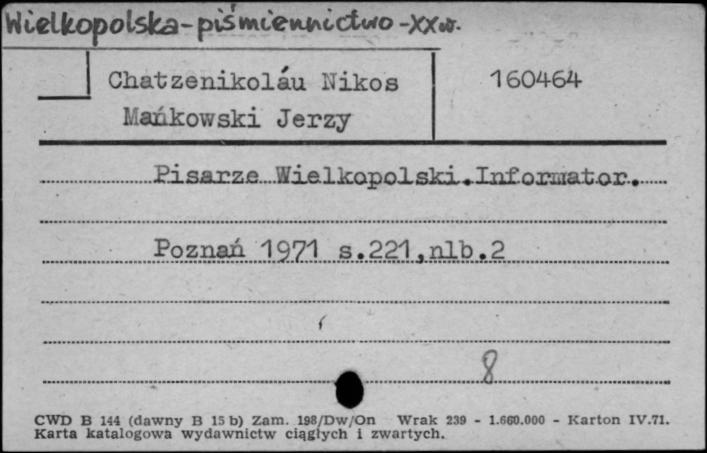 Wielkopolska-piśmiennictwo-XXw.
Chatzenikoláu Nikos 160464
Mańkowski Jerzy
Pisarze Wielkopolski.Informator.
Poznań 1971 s.221,nlb.2
8
CWD B 144 (dawny B 15 b) Zam. 198/Dw/On Wrak 239 - 1.660.000 - Karton IV.71.
Karta katalogowa wydawnictw ciągłych i zwartych.